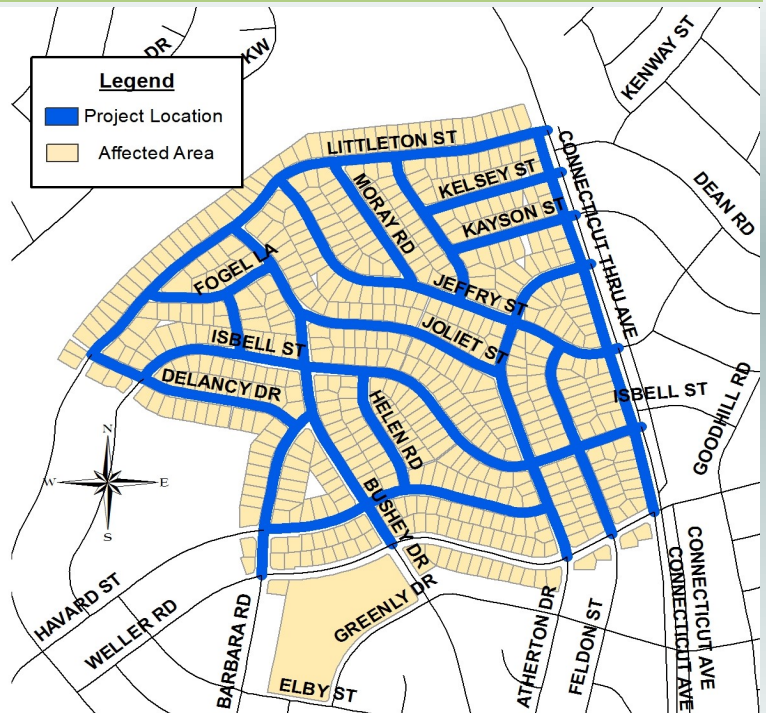 DR
KW
KENWAY ST
Legend
Project Location
Affected Area
LITTLETON ST
CONNECTICUT THRU AVE
KELSEY ST
MORAY RD
DEAN RD
KAYSON ST
FOGEL LA
JEFFRY ST
JOLIET ST
ISBELL ST
DELANCY DR
ISBELL ST
HELEN RD
GOODHILL RD
N
W
E
S
BUSHEY DR
HAVARD ST
WELLER RD
GREENLY DR
BARBARA RD
ELBY ST
ATHERTON DR
FELDON ST
CONNECTICUT AVE
CONNECTICUT AVE